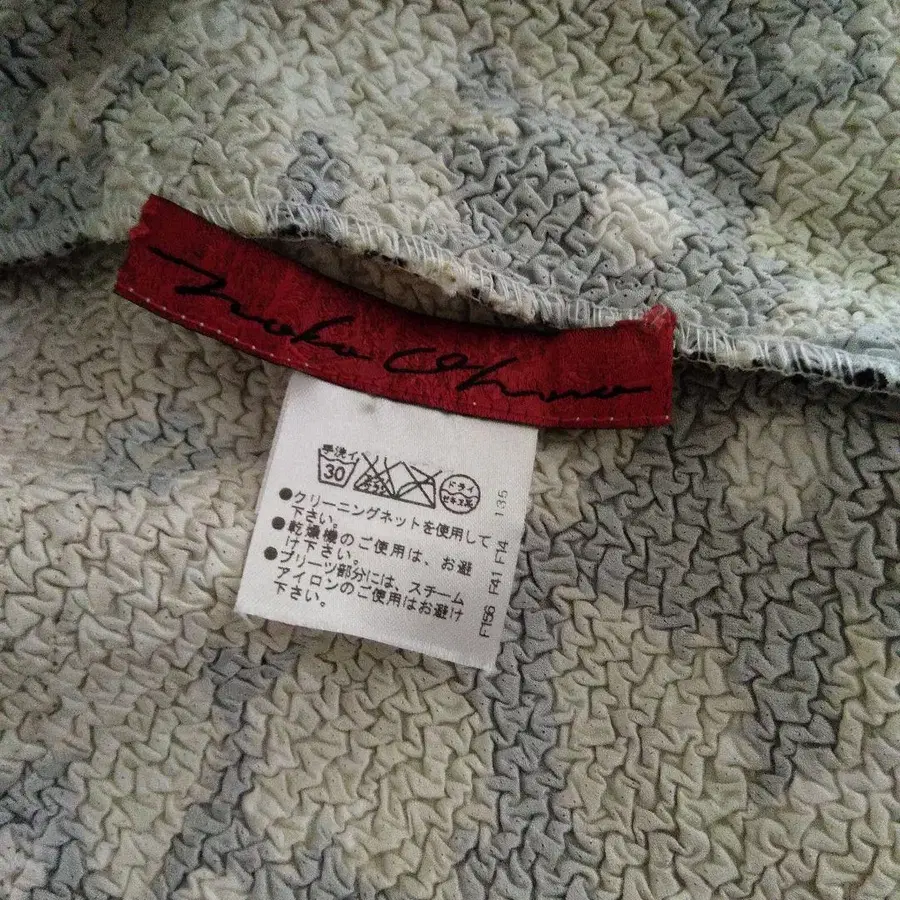 手洗イ
30
ドライ
セキユ系
●クリーニングネットを使用して
下さい。
●乾燥機のご使用は、お避
け下さい。
●プリーツ部分には、スチーム
アイロンのご使用はお避け
下さい。
F41 F14 135